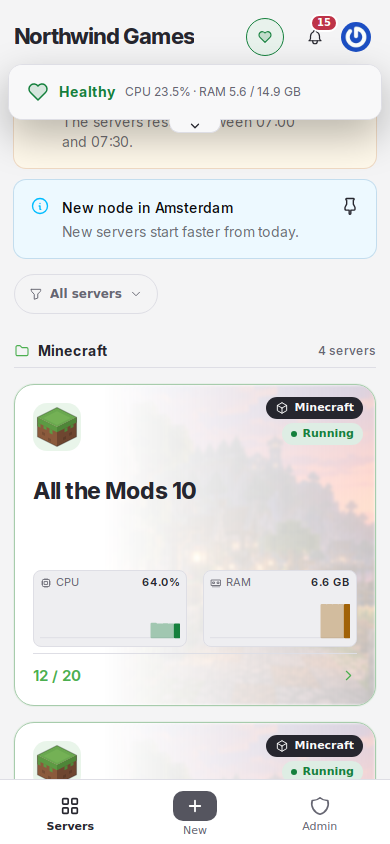 Northwind Games
15
Healthy CPU 23.5% · RAM 5.6 / 14.9 GB
The servers 07:00
and 07:30.
New node in Amsterdam
New servers start faster from today.
All servers
Minecraft 4 servers
Minecraft
Running
All the Mods 10
CPU 64.0% RAM 6.6 GB
12 / 20
Minecraft
Running
Servers New Admin